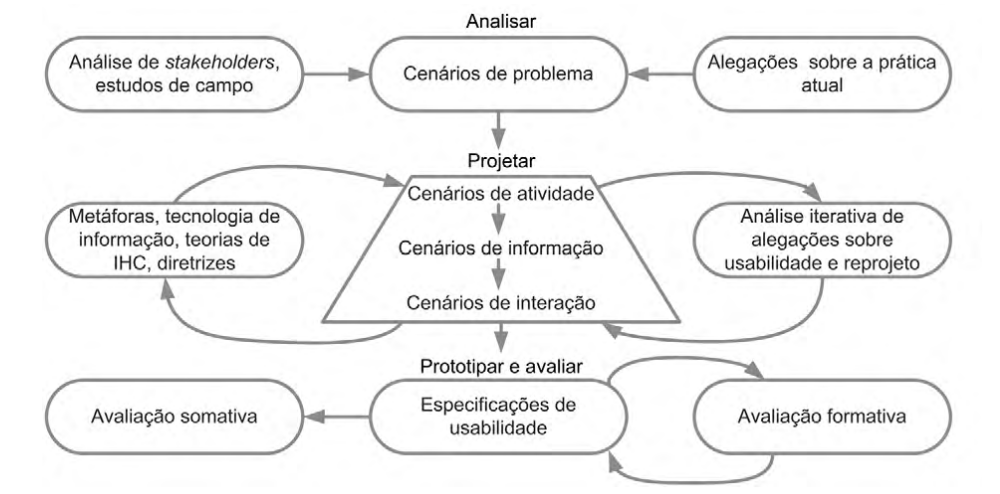 Analisar
Análise de stakeholders,
estudos de campo
Cenários de problema
Alegações sobre a prática
atual
Projetar
Cenários de atividade
Cenários de informação
Cenários de interação
Metáforas, tecnologia de
informação, teorias de
IHC, diretrizes
Análise iterativa de
alegações sobre
usabilidade e reprojeto
Prototipar e avaliar
Avaliação somativa
Especificações de
usabilidade
Avaliação formativa